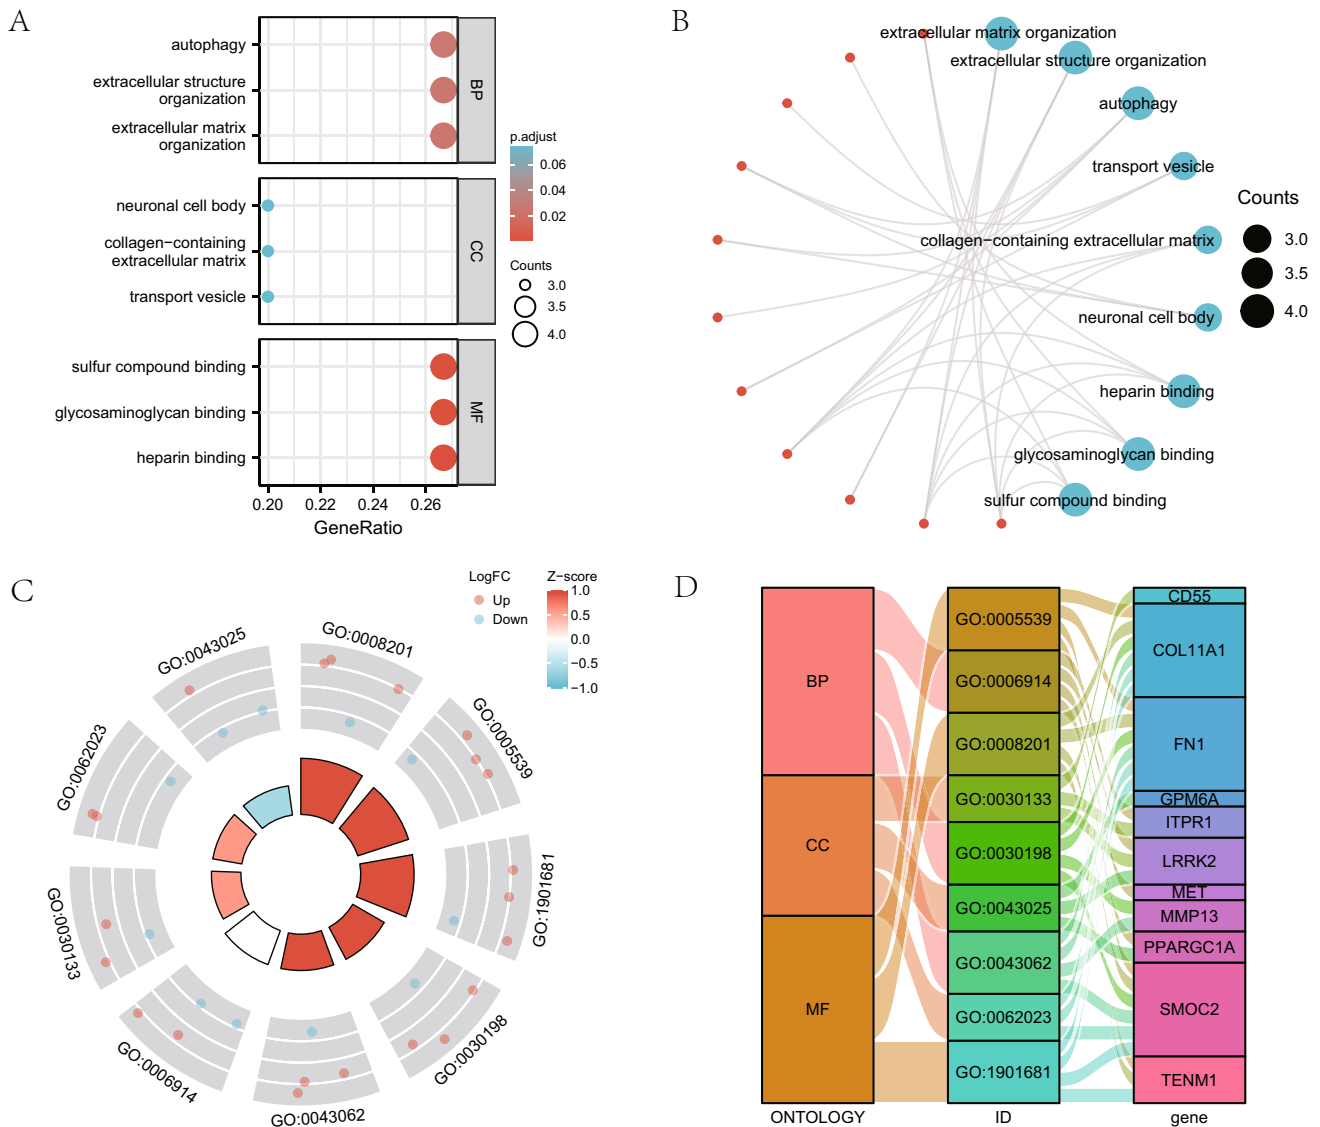 A
autophagy
extracellular structure
organization
extracellular matrix
organization
BP
neuronal cell body
collagen−containing
extracellular matrix
transport vesicle
CC
sulfur compound binding
glycosaminoglycan binding
heparin binding
MF
0.20 0.22 0.24 0.26
GeneRatio
p.adjust
0.06
0.04
0.02
Counts
3.0
3.5
4.0
B
extracellular matrix organization
extracellular structure organization
autophagy
transport vesicle
collagen−containing extracellular matrix
neuronal cell body
heparin binding
glycosaminoglycan binding
sulfur compound binding
Counts
3.0
3.5
4.0
C
LogFC
Up
Down
Z−score
1.0
0.5
0.0
−0.5
−1.0
GO:0008201
GO:0005539
GO:1901681
GO:0030198
GO:0043062
GO:0006914
GO:0030133
GO:0062023
GO:0043025
D
BP
CC
MF
ONTOLOGY
GO:0005539
GO:0006914
GO:0008201
GO:0030133
GO:0030198
GO:0043025
GO:0043062
GO:0062023
GO:1901681
ID
CD55
COL11A1
FN1
GPM6A
ITPR1
LRRK2
MET
MMP13
PPARGC1A
SMOC2
TENM1
gene